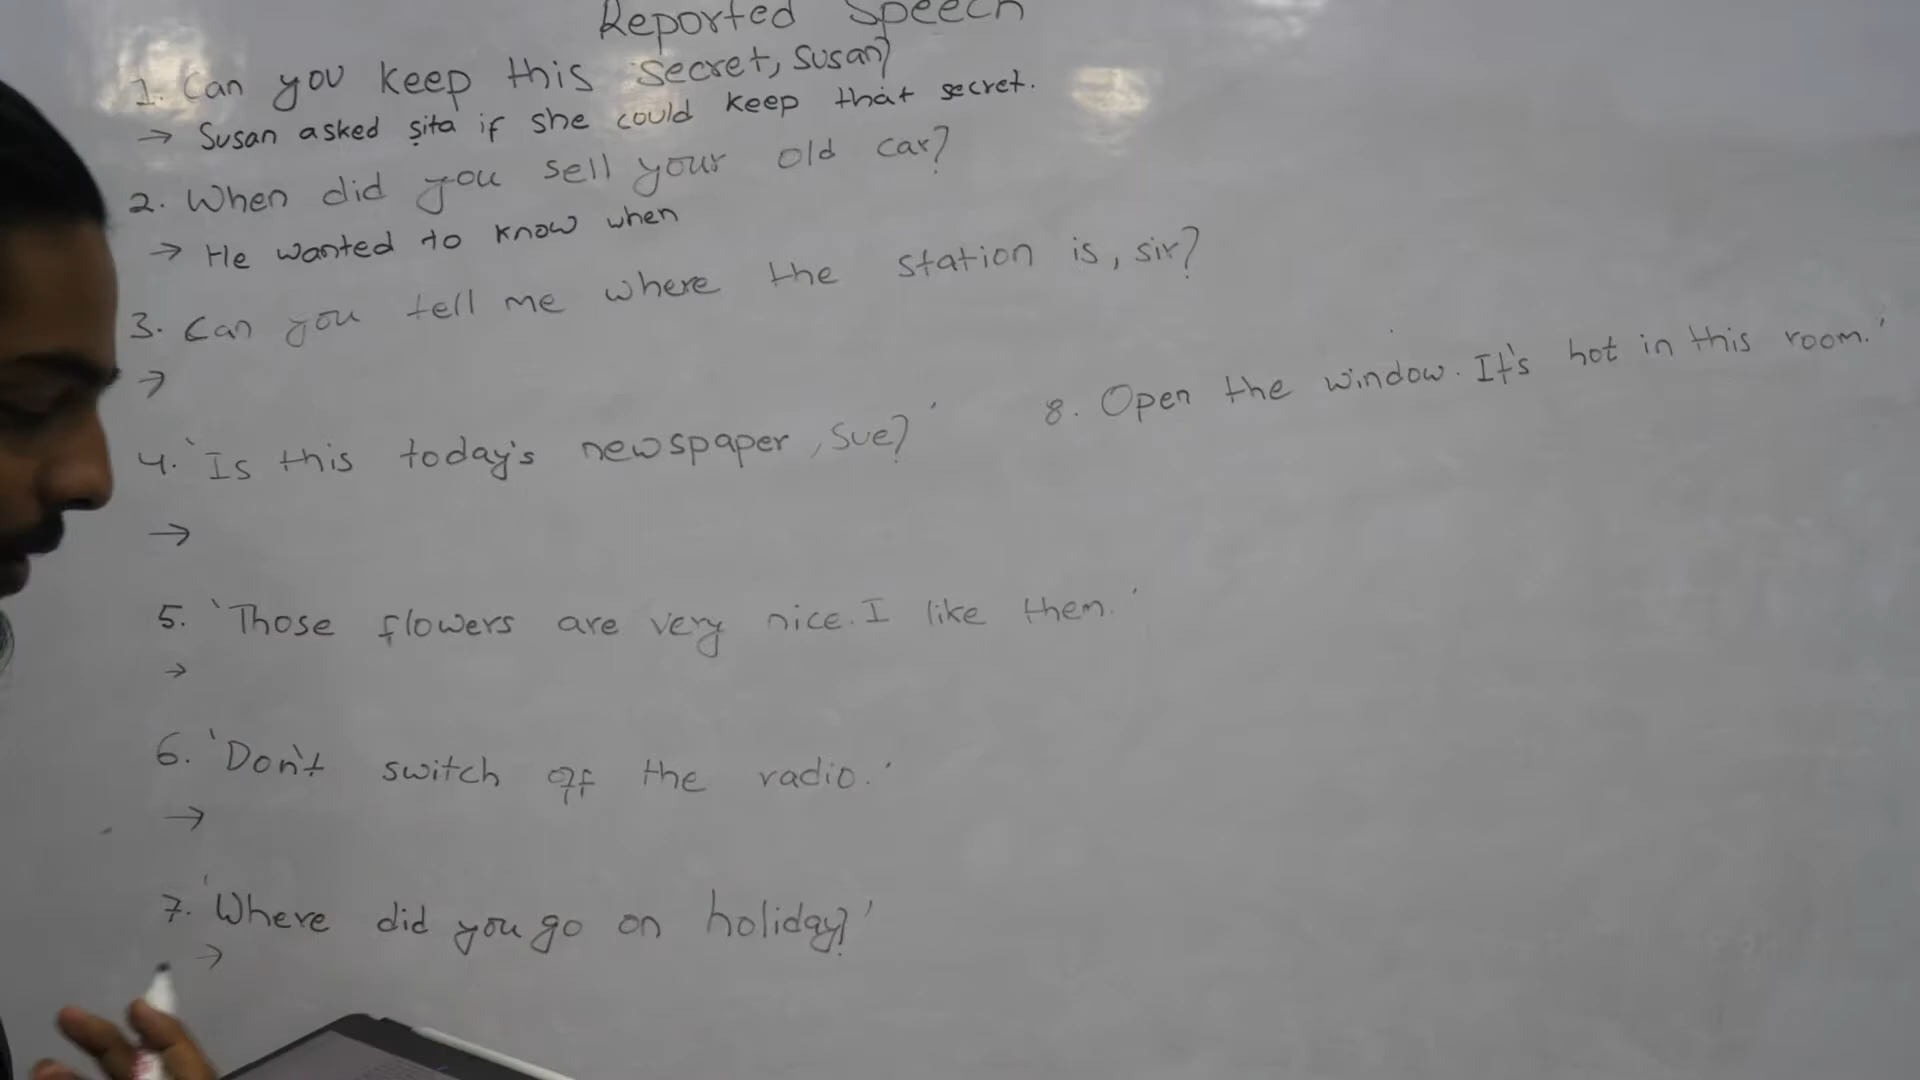 Reported Speech
1. Can you keep this secret, Susan?
→ Susan asked sita if she could keep that secret.
2. When did you sell your old car?
→ He wanted to know when
3. Can you tell me where the station is, sir?
→
4. 'Is this today's newspaper, Sue?'
→
5. 'Those flowers are very nice. I like them.'
→
6. 'Don't switch off the radio.'
→
7. 'Where did you go on holiday?'
→
8. Open the window. It's hot in this room.'